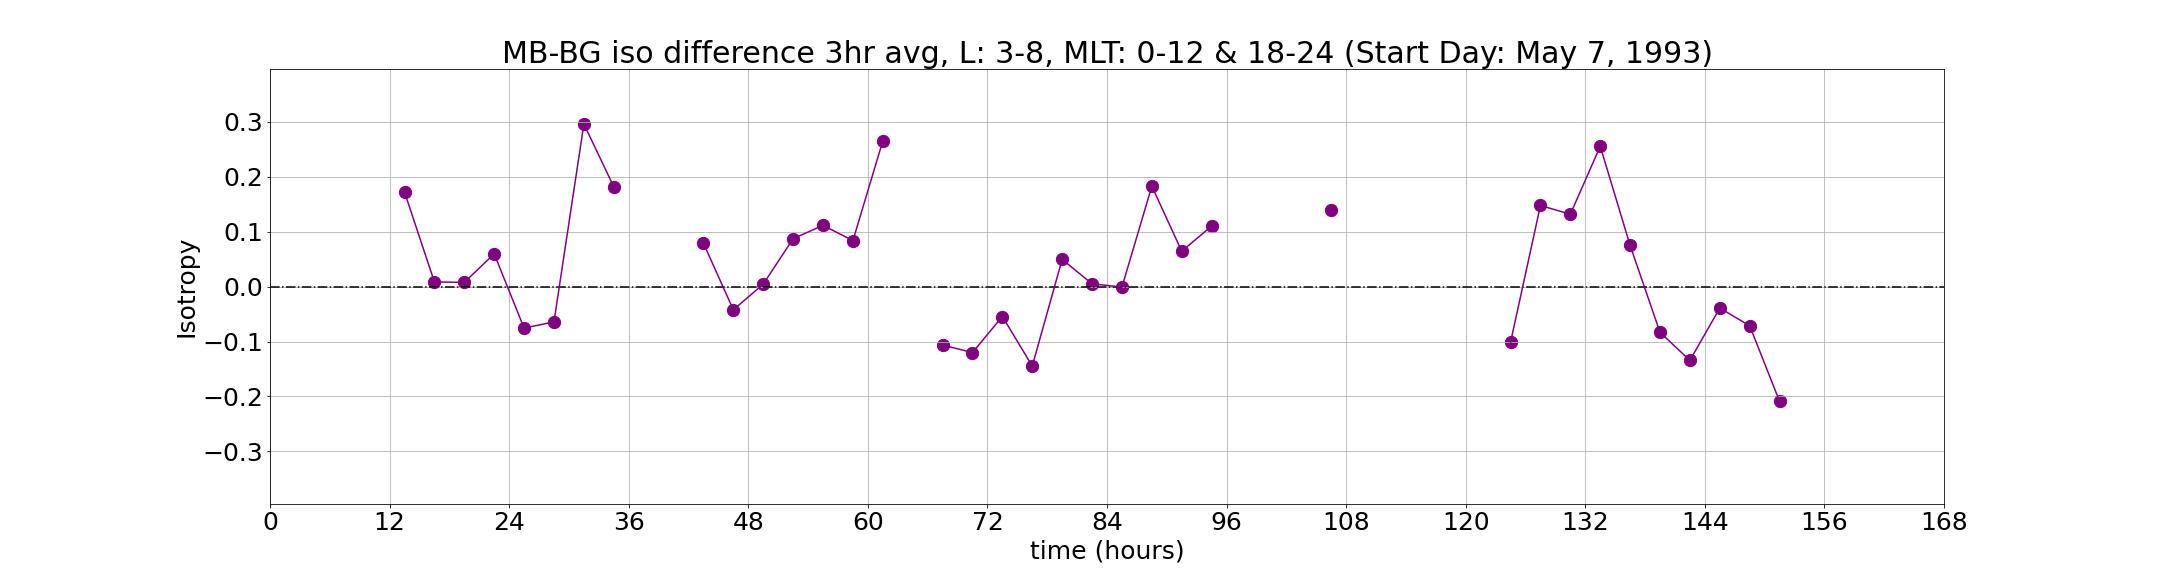 MB-BG iso difference 3hr avg, L: 3-8, MLT: 0-12 & 18-24 (Start Day: May 7, 1993)
0.3
0.2
0.1
0.0
−0.1
−0.2
−0.3
Isotropy
0 12 24 36 48 60 72 84 96 108 120 132 144 156 168
time (hours)